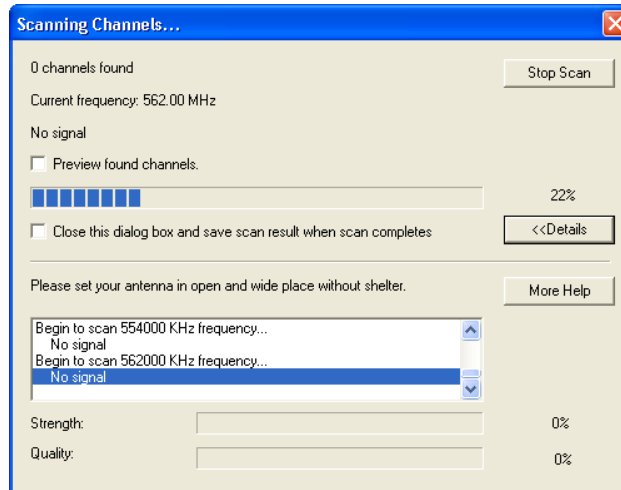 Scanning Channels...
0 channels found
Stop Scan
Current frequency: 562.00 MHz
No signal
Preview found channels.
22%
Close this dialog box and save scan result when scan completes
<<Details
Please set your antenna in open and wide place without shelter.
More Help
Begin to scan 554000 KHz frequency...
No signal
Begin to scan 562000 KHz frequency...
No signal
Strength:
0%
Quality:
0%